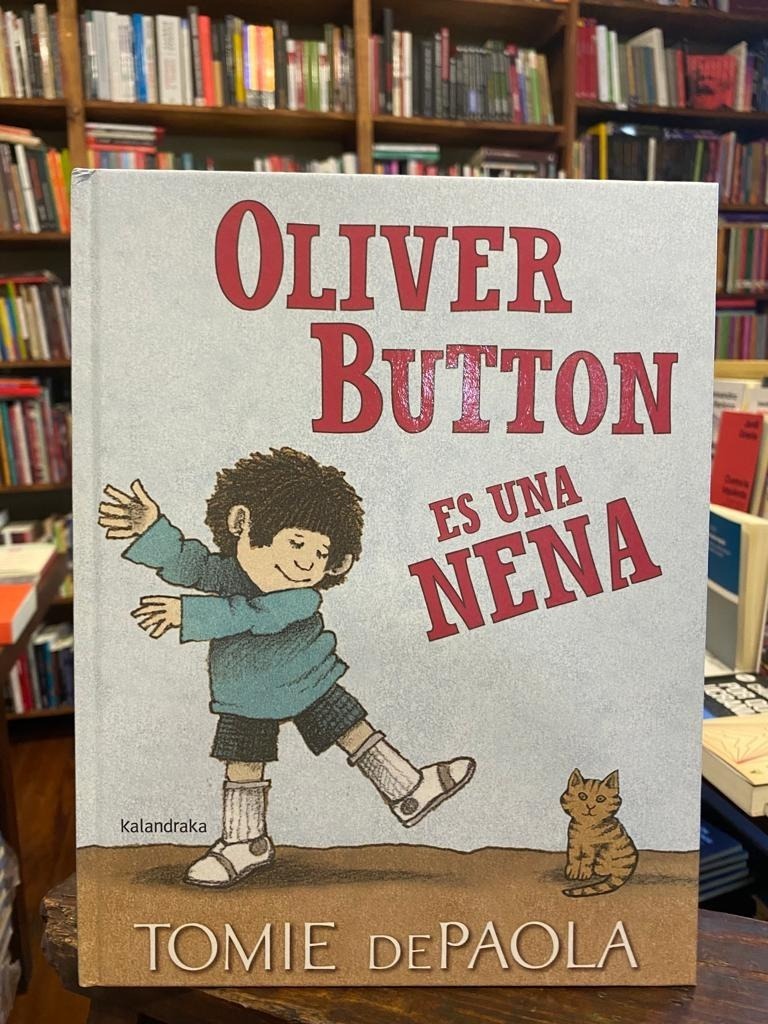 OLIVER
BUTTON
ES UNA
NENA
Kalandraka
TOMIE DEPAOLA